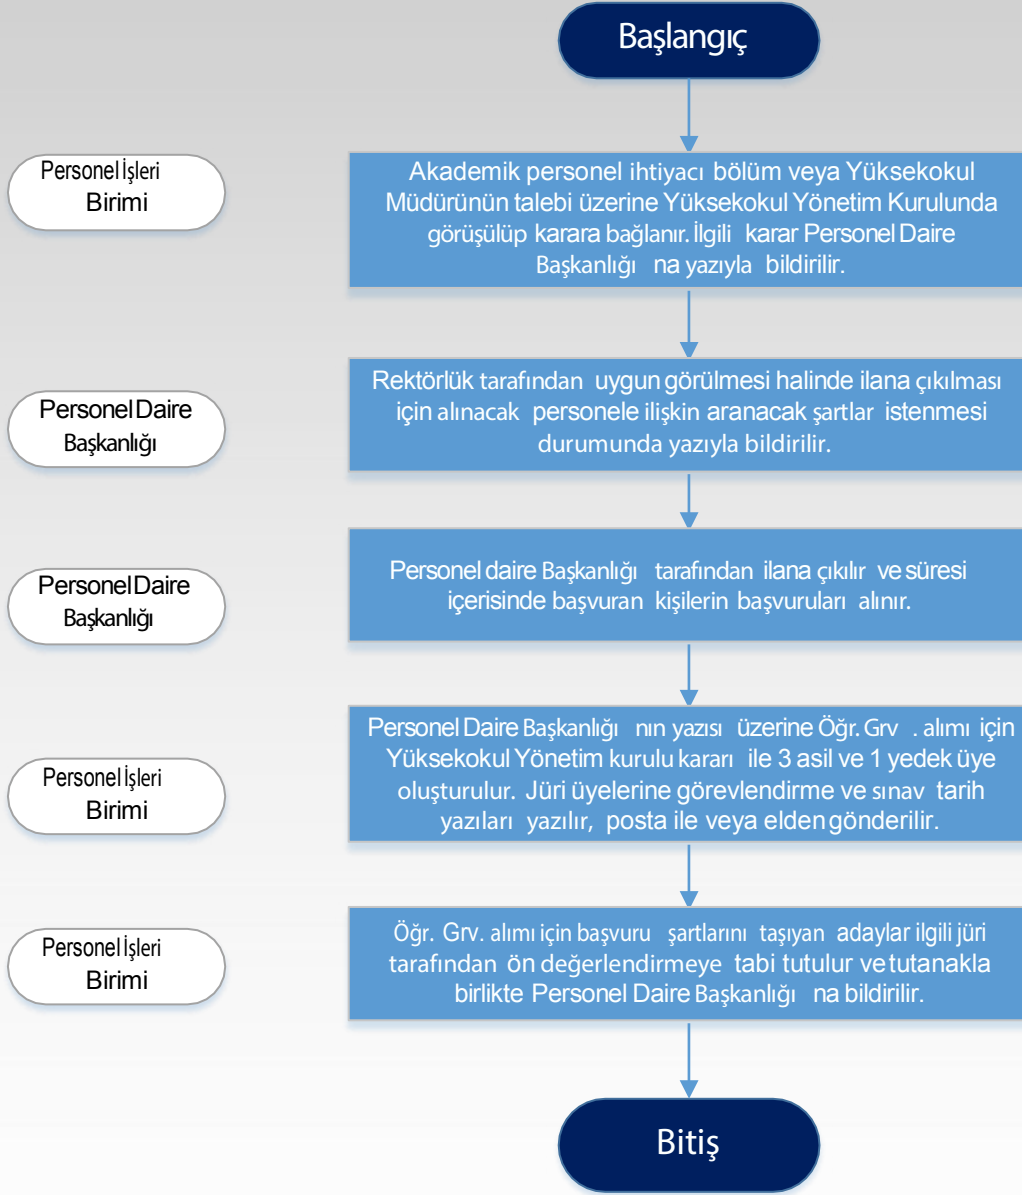 Başlangıç
Personel İşleri
Birimi
Akademik personel ihtiyacı bölüm veya Yüksekokul
Müdürünün talebi üzerine Yüksekokul Yönetim Kurulunda
görüşülüp karara bağlanır. İlgili karar Personel Daire
Başkanlığı na yazıyla bildirilir.
Personel Daire
Başkanlığı
Rektörlük tarafından uygun görülmesi halinde ilana çıkılması
için alınacak personele ilişkin aranacak şartlar istenmesi
durumunda yazıyla bildirilir.
Personel Daire
Başkanlığı
Personel daire Başkanlığı tarafından ilana çıkılır ve süresi
içerisinde başvuran kişilerin başvuruları alınır.
Personel İşleri
Birimi
Personel Daire Başkanlığı nın yazısı üzerine Öğr. Grv . alımı için
Yüksekokul Yönetim kurulu kararı ile 3 asil ve 1 yedek üye
oluşturulur. Jüri üyelerine görevlendirme ve sınav tarih
yazıları yazılır, posta ile veya elden gönderilir.
Personel İşleri
Birimi
Öğr. Grv. alımı için başvuru şartlarını taşıyan adaylar ilgili jüri
tarafından ön değerlendirmeye tabi tutulur ve tutanakla
birlikte Personel Daire Başkanlığı na bildirilir.
Bitiş